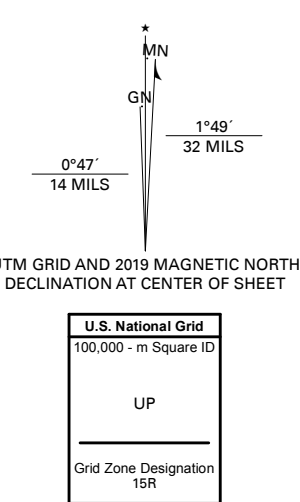 ★
MN
GN
1°49´
32 MILS
0°47´
14 MILS
UTM GRID AND 2019 MAGNETIC NORTH
DECLINATION AT CENTER OF SHEET
U.S. National Grid
100,000 - m Square ID
UP
Grid Zone Designation
15R